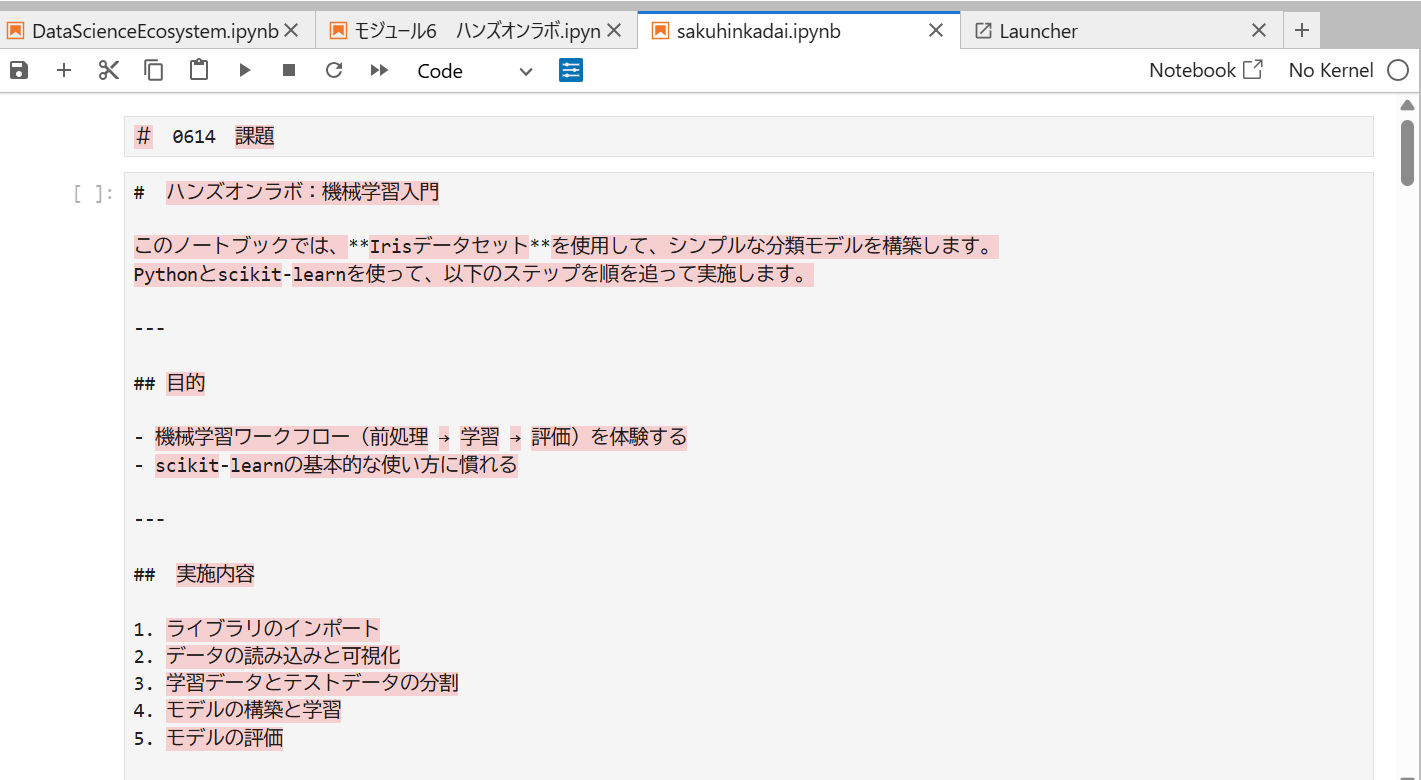 DataScienceEcosystem.ipynb
モジュール6　ハンズオンラボ.ipyn
sakuhinkadai.ipynb
Launcher
Code
Notebook
No Kernel
＃ 0614 課題
[ ]:
# ハンズオンラボ：機械学習入門
このノートブックでは、**Irisデータセット**を使用して、シンプルな分類モデルを構築します。
Pythonとscikit-learnを使って、以下のステップを順を追って実施します。
---
## 目的
- 機械学習ワークフロー（前処理 → 学習 → 評価）を体験する
- scikit-learnの基本的な使い方に慣れる
---
## 実施内容
1. ライブラリのインポート
2. データの読み込みと可視化
3. 学習データとテストデータの分割
4. モデルの構築と学習
5. モデルの評価